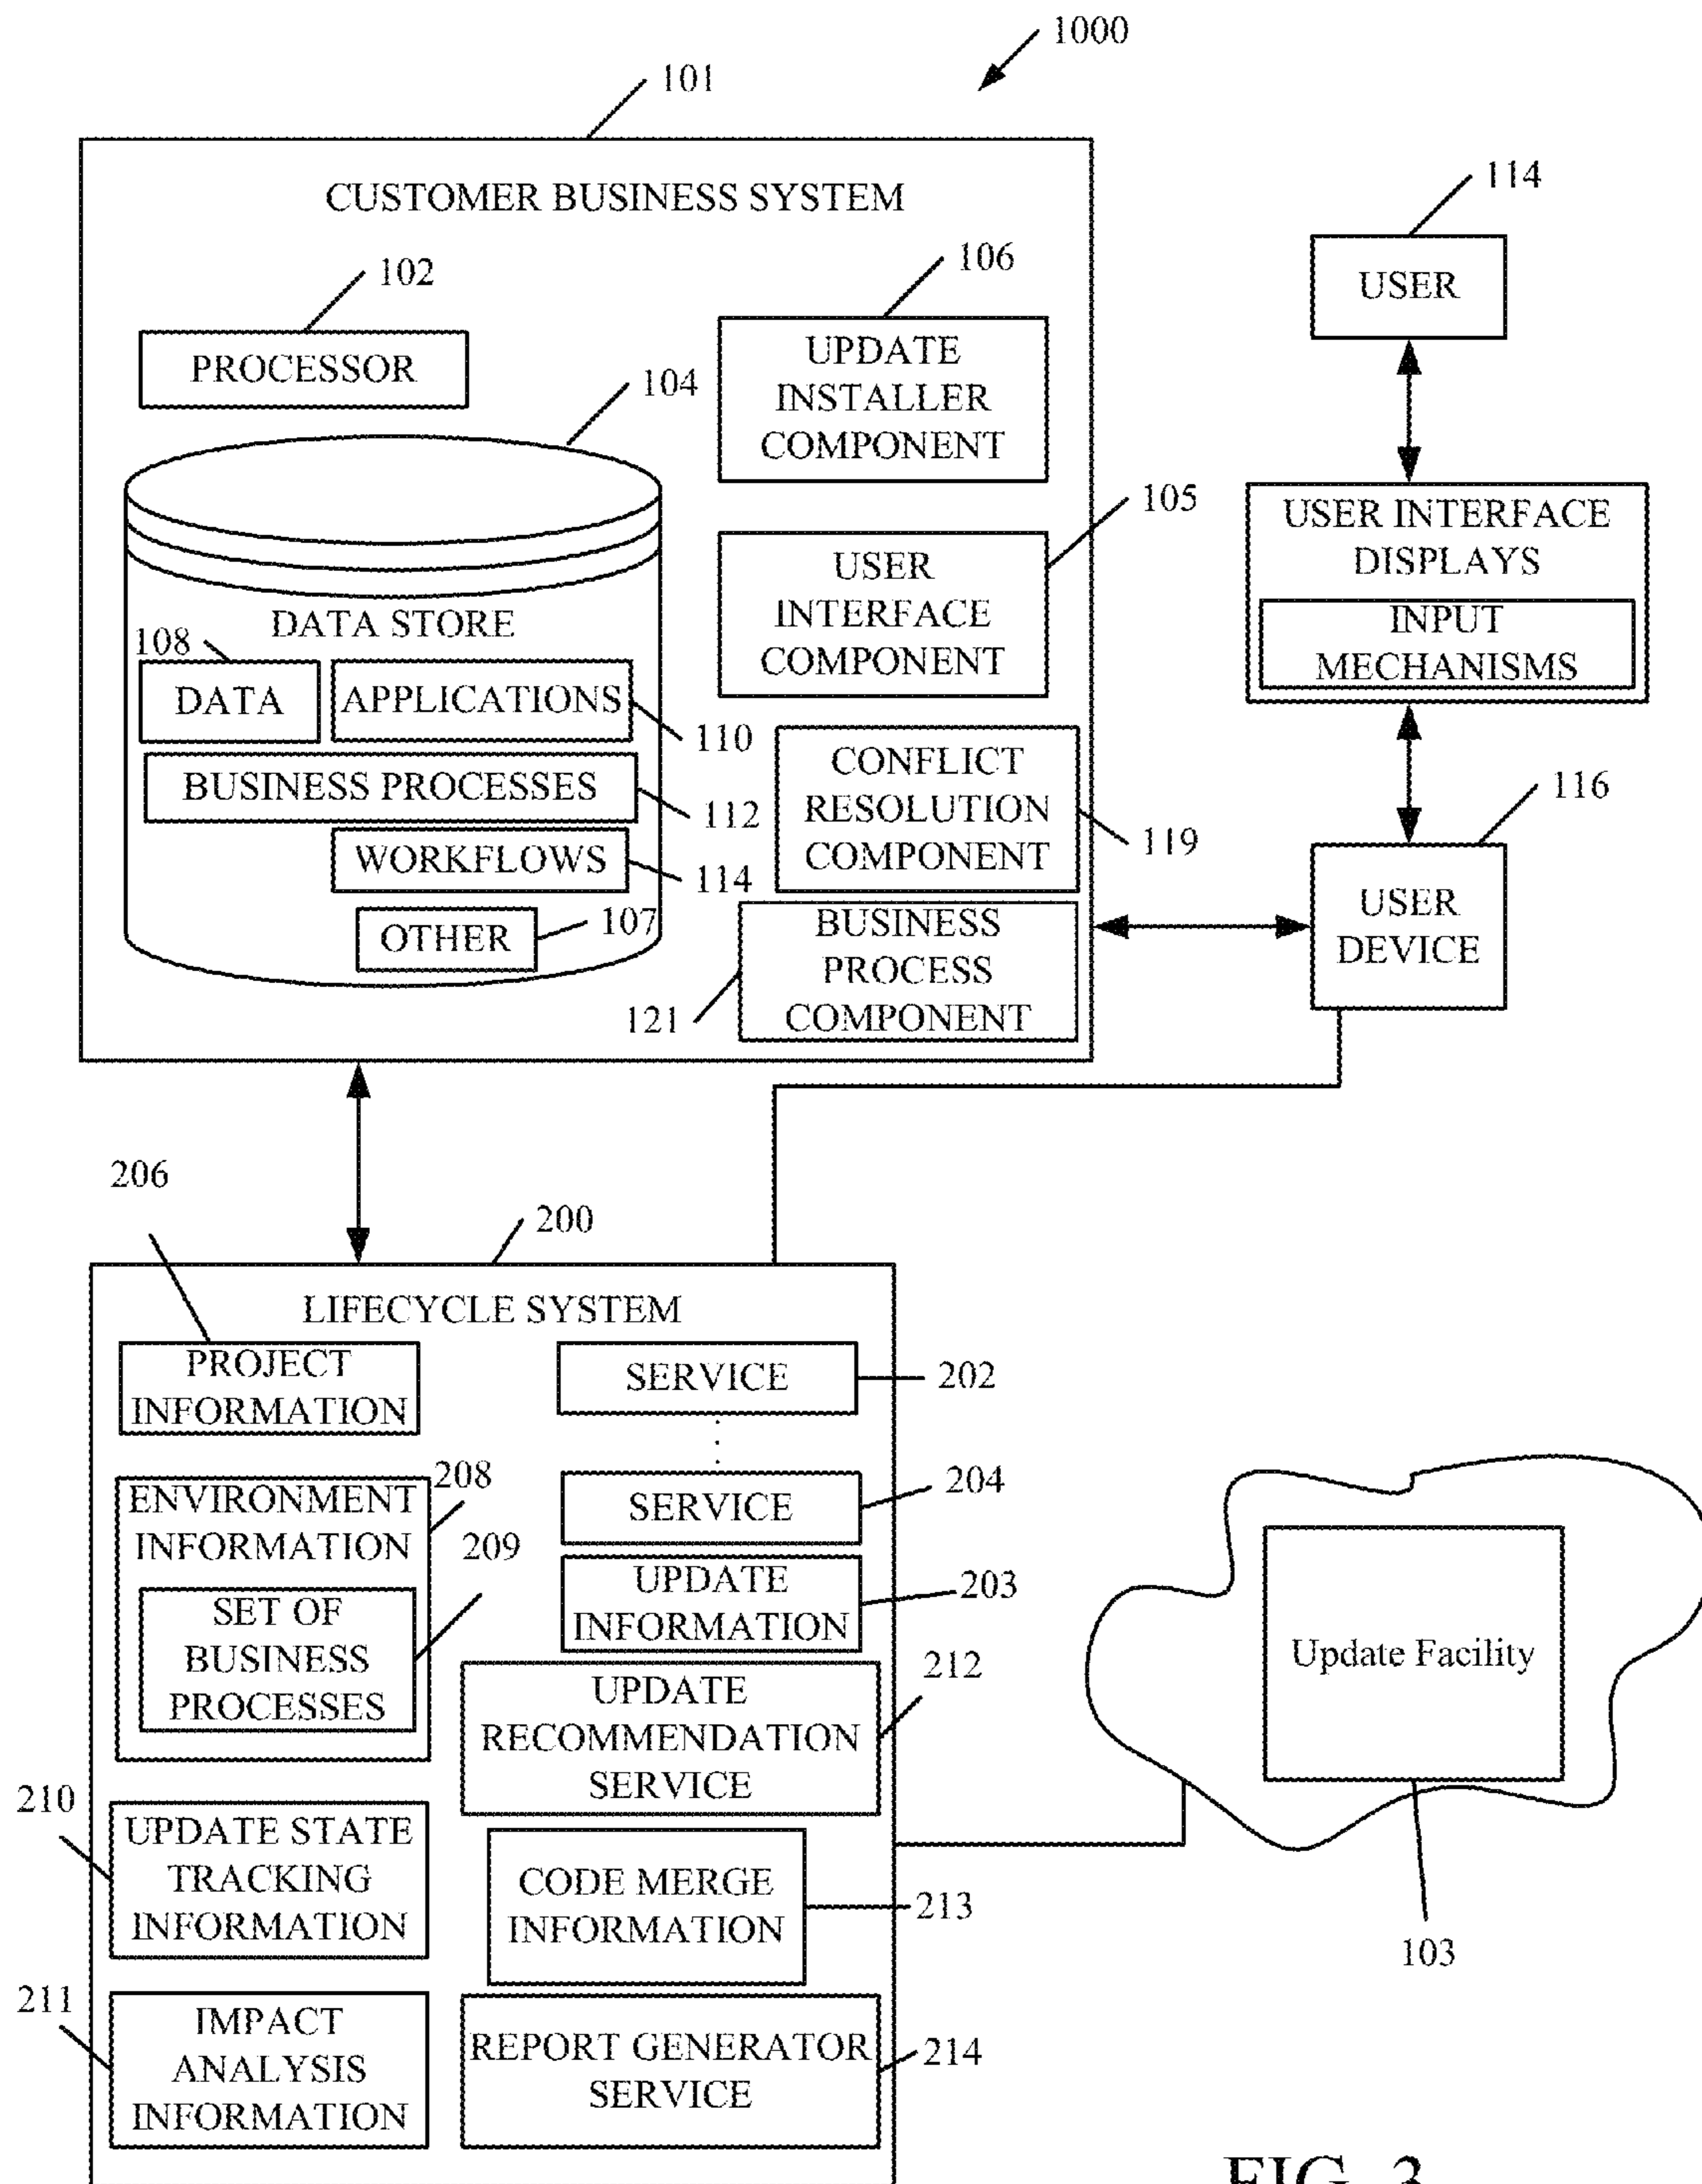 1000
101
CUSTOMER BUSINESS SYSTEM
114
USER
102
PROCESSOR
106
UPDATE
INSTALLER
COMPONENT
104
DATA STORE
108
DATA
APPLICATIONS
110
BUSINESS PROCESSES
112
WORKFLOWS
114
OTHER
107
105
USER
INTERFACE
COMPONENT
CONFLICT
RESOLUTION
COMPONENT
119
BUSINESS
PROCESS
COMPONENT
121
USER INTERFACE
DISPLAYS
INPUT
MECHANISMS
116
USER
DEVICE
206
200
LIFECYCLE SYSTEM
PROJECT
INFORMATION
SERVICE
202
.
.
.
ENVIRONMENT
INFORMATION
208
SET OF
BUSINESS
PROCESSES
209
SERVICE
204
UPDATE
INFORMATION
203
UPDATE
RECOMMENDATION
SERVICE
212
210
UPDATE STATE
TRACKING
INFORMATION
CODE MERGE
INFORMATION
213
211
IMPACT
ANALYSIS
INFORMATION
REPORT GENERATOR
SERVICE
214
Update Facility
103
FIG. 3